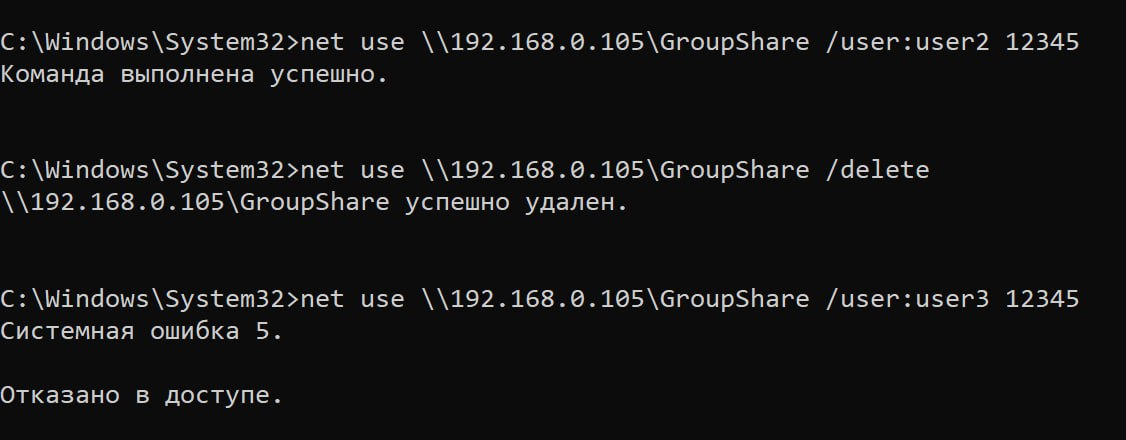 C:\Windows\System32>net use \\192.168.0.105\GroupShare /user:user2 12345
Команда выполнена успешно.
C:\Windows\System32>net use \\192.168.0.105\GroupShare /delete
\\192.168.0.105\GroupShare успешно удален.
C:\Windows\System32>net use \\192.168.0.105\GroupShare /user:user3 12345
Системная ошибка 5.
Отказано в доступе.